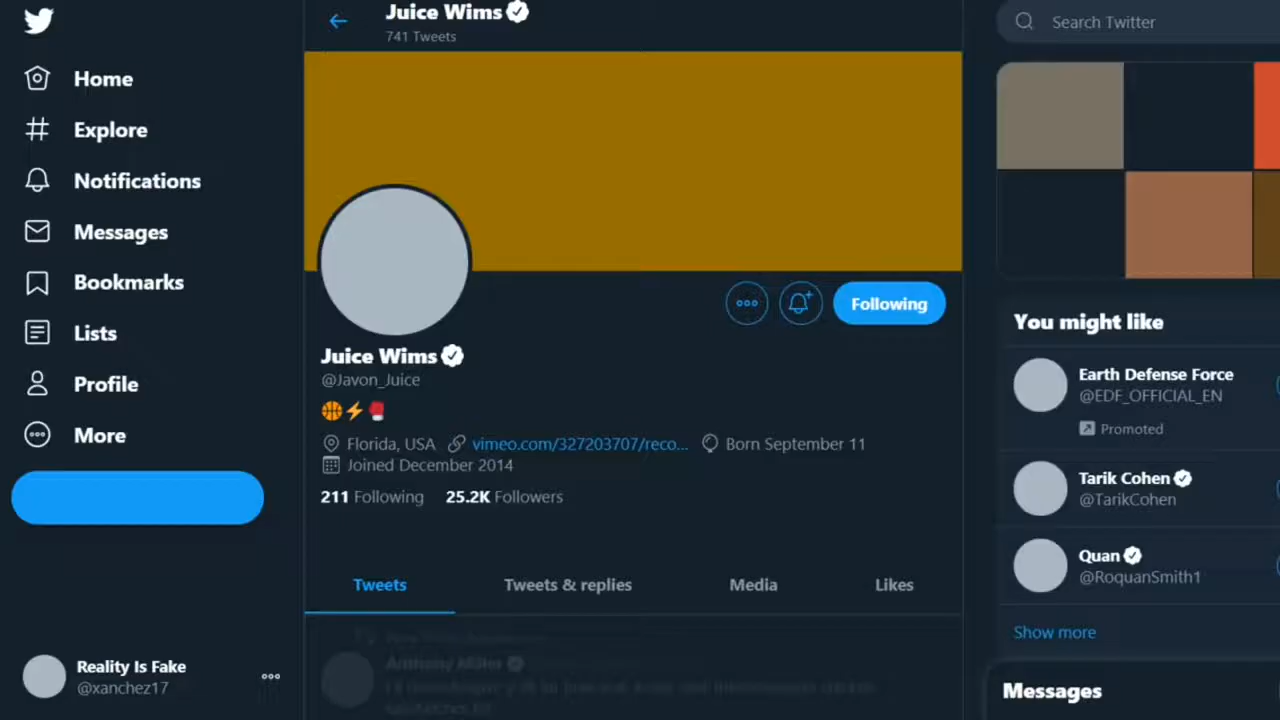 Juice Wims
741 Tweets
Search Twitter
Home
Explore
Notifications
Messages
Bookmarks
Lists
Profile
More
Following
Juice Wims
@Javon_Juice
Florida, USA vimeo.com/327203707/reco... Born September 11
Joined December 2014
211 Following 25.2K Followers
Tweets Tweets & replies Media Likes
Anthony Miller
You might like
Earth Defense Force
@EDF_OFFICIAL_EN
Promoted
Tarik Cohen
@TarikCohen
Quan
@RoquanSmith1
Show more
Messages
Reality Is Fake
@xanchez17